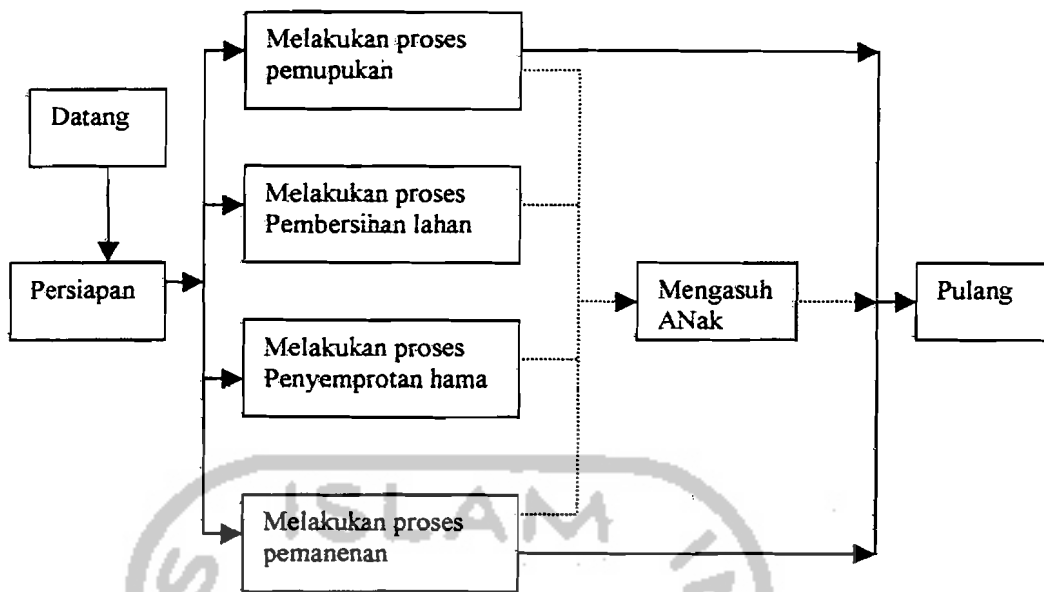 Melakukan proses
pemupukan
Datang
Melakukan proses
Pembersihan lahan
Persiapan
Mengasuh
ANak
Pulang
Melakukan proses
Penyemprotan hama
ISLAM
Melakukan proses
pemanenan